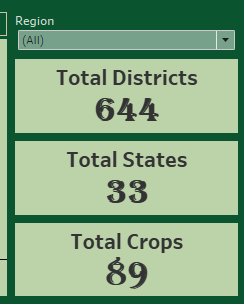 Region
(All)
Total Districts
644
Total States
33
Total Crops
89